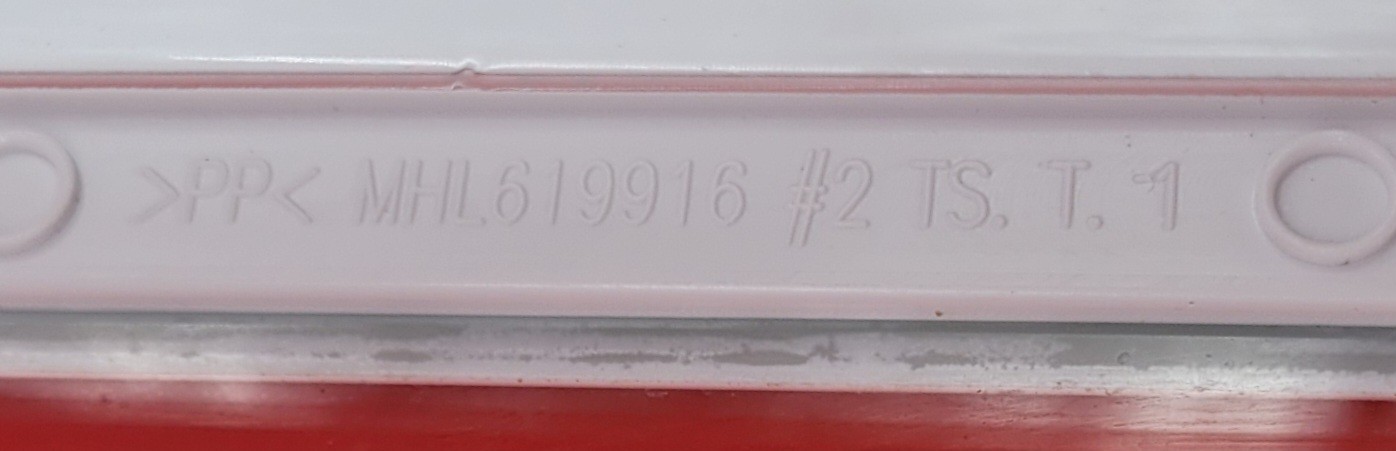 >PP< MHL619916 #2 TS. T. -1